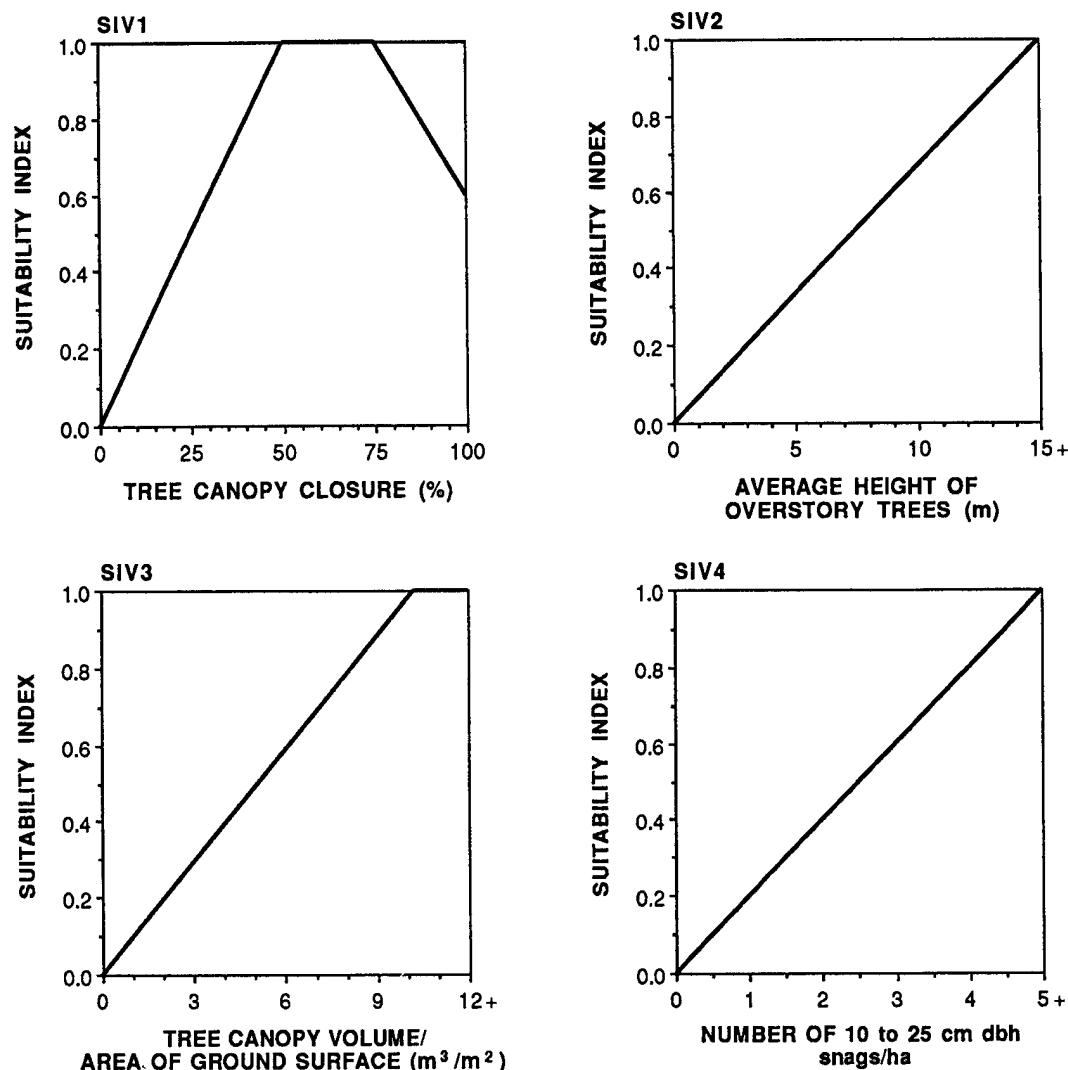 SIV1
1.0
0.8
0.6
0.4
0.2
0.0
SUITABILITY INDEX
0 25 50 75 100
TREE CANOPY CLOSURE (%)
SIV2
1.0
0.8
0.6
0.4
0.2
0.0
SUITABILITY INDEX
0 5 10 15+
AVERAGE HEIGHT OF
OVERSTORY TREES (m)
SIV3
1.0
0.8
0.6
0.4
0.2
0.0
SUITABILITY INDEX
0 3 6 9 12+
TREE CANOPY VOLUME/
AREA OF GROUND SURFACE (m³/m²)
SIV4
1.0
0.8
0.6
0.4
0.2
0.0
SUITABILITY INDEX
0 1 2 3 4 5+
NUMBER OF 10 to 25 cm dbh
snags/ha